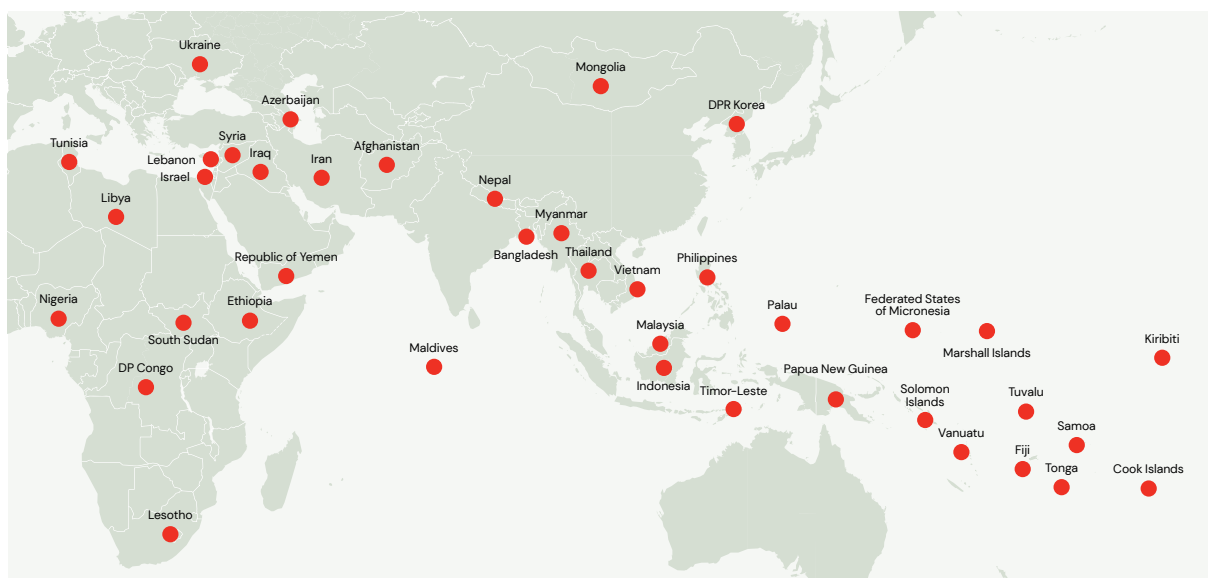 Ukraine
Mongolia
Azerbaijan
DPR Korea
Tunisia
Syria
Lebanon
Iraq
Iran
Afghanistan
Israel
Nepal
Libya
Myanmar
Bangladesh
Thailand
Republic of Yemen
Vietnam
Philippines
Nigeria
Ethiopia
South Sudan
Palau
Federated States
of Micronesia
Malaysia
Marshall Islands
Kiribiti
Maldives
DP Congo
Indonesia
Timor-Leste
Papua New Guinea
Solomon
Islands
Tuvalu
Vanuatu
Samoa
Fiji
Tonga
Cook Islands
Lesotho